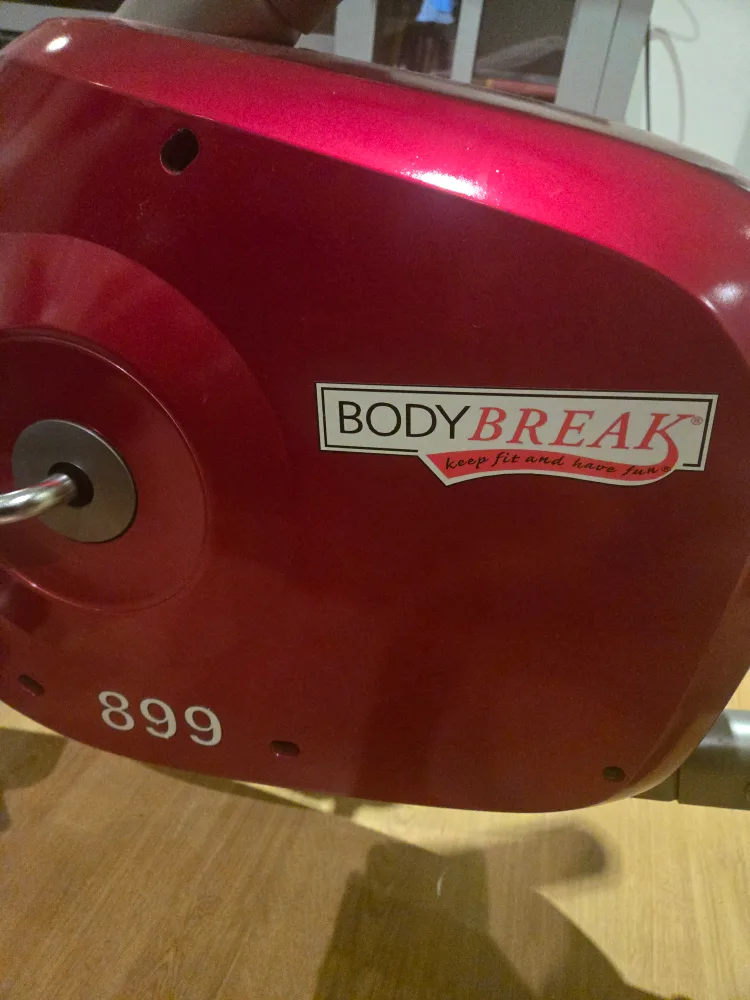 BODYBREAK®
keep fit and have fun®
899